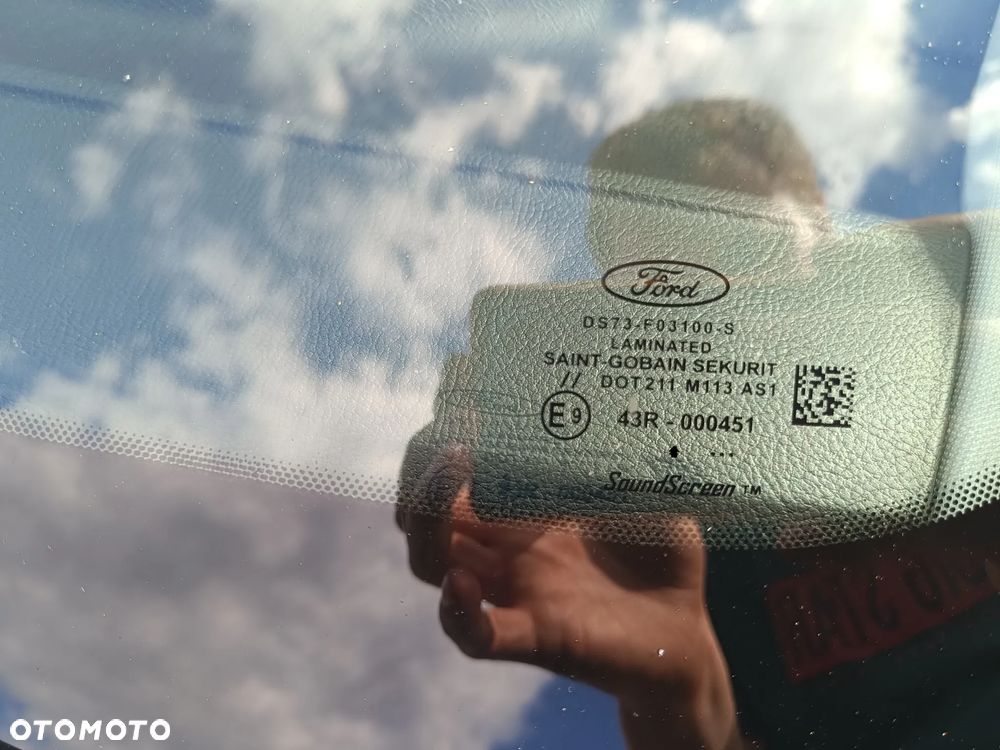 Ford
DS73-F03100-S
LAMINATED
SAINT-GOBAIN SEKURIT
// DOT211 M113 AS1
E9 43R - 000451
SoundScreen TM
OTOMOTO